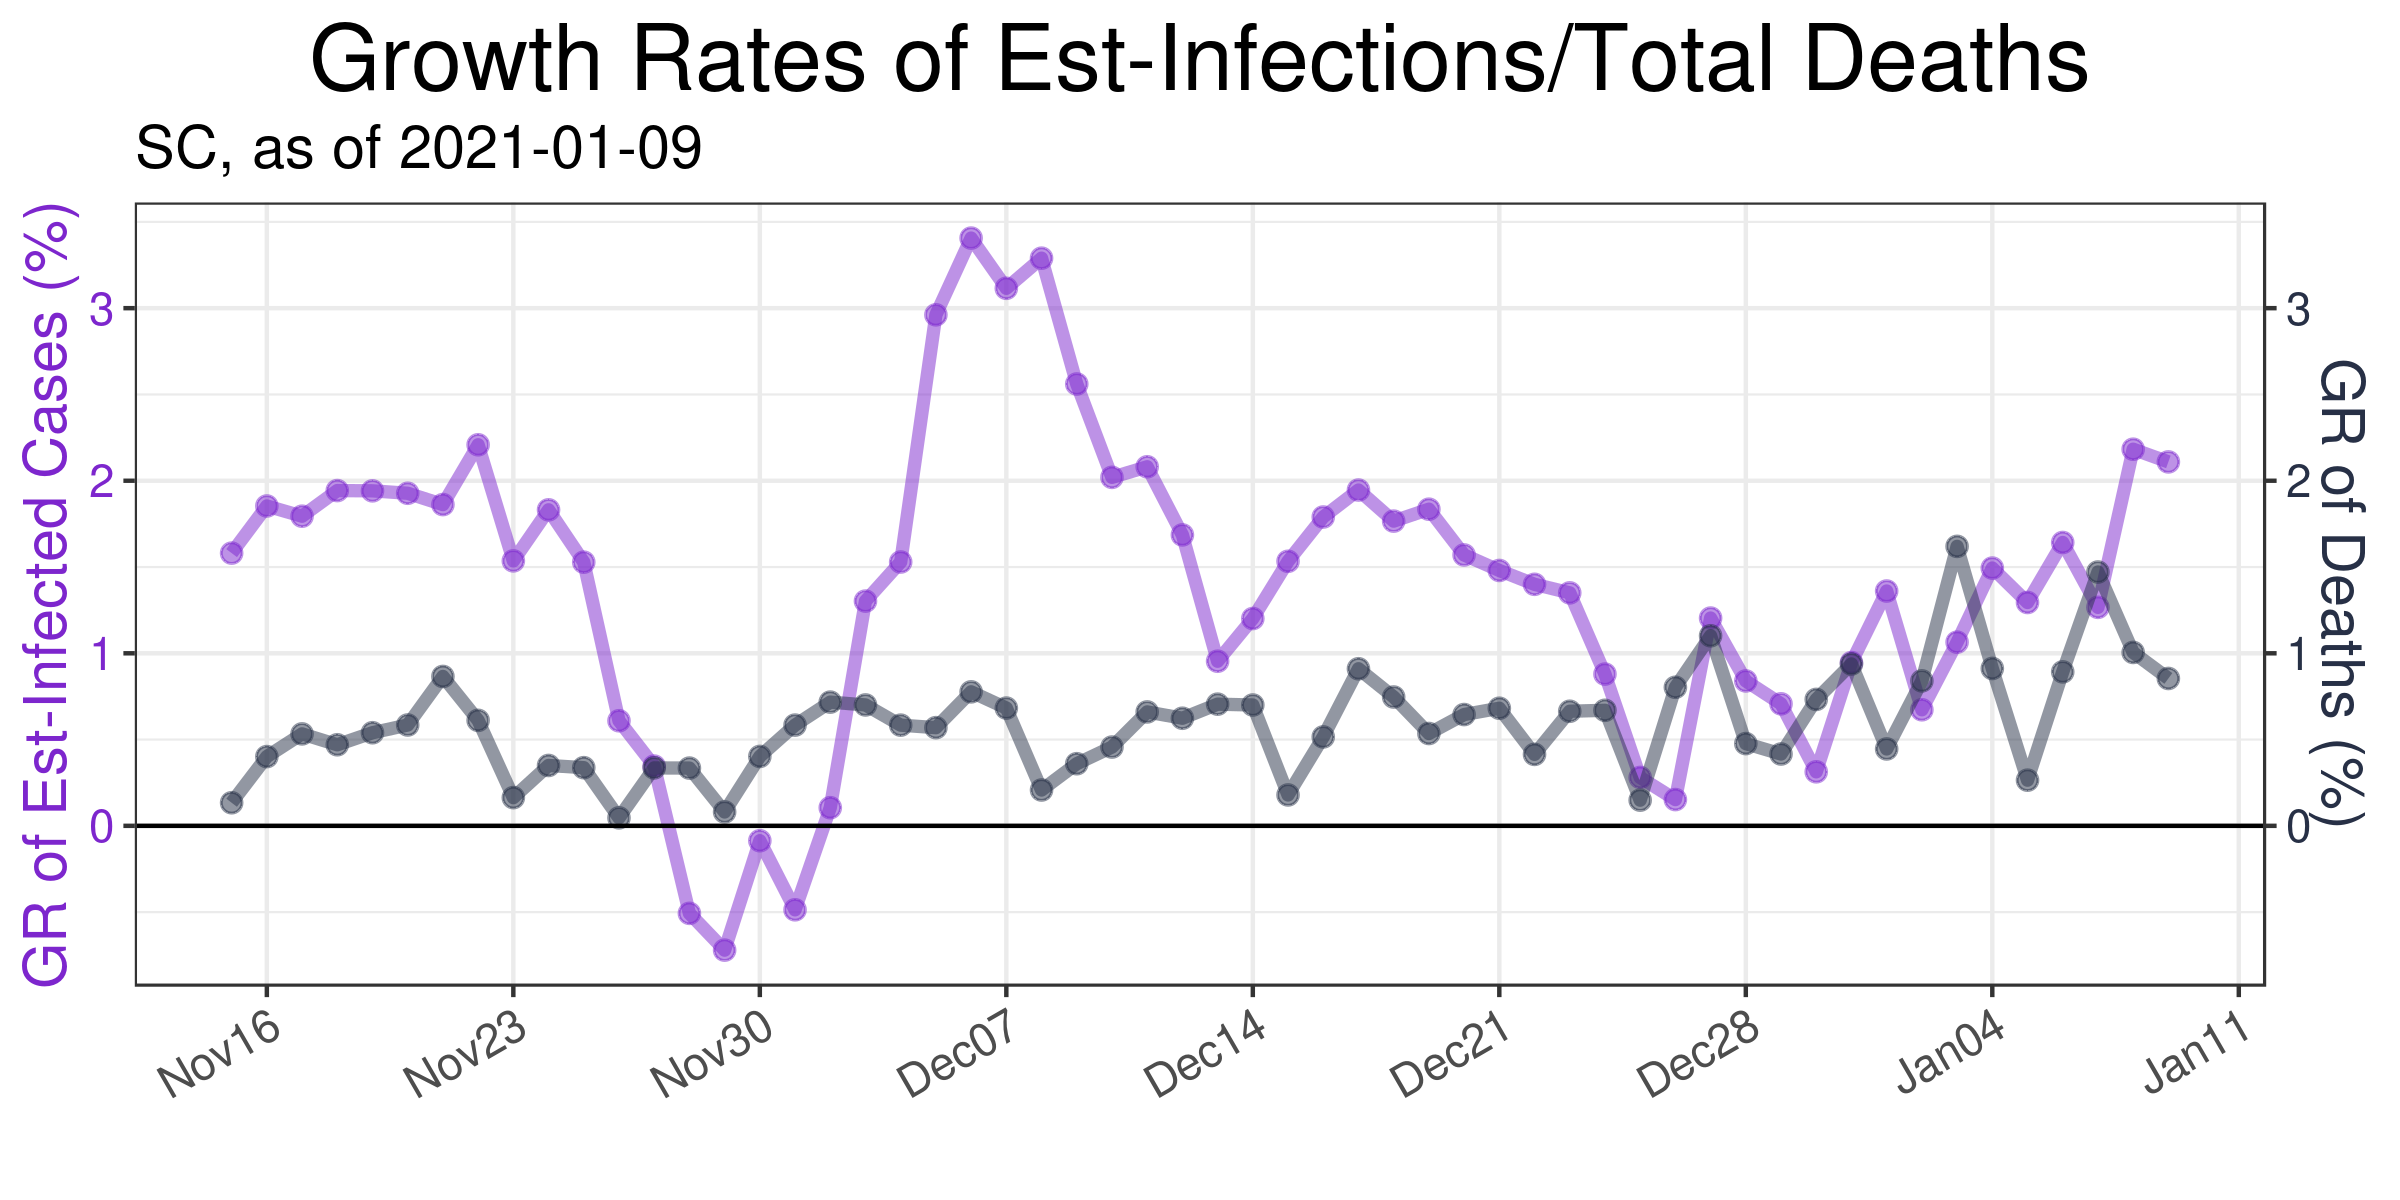 Growth Rates of Est-Infections/Total Deaths
SC, as of 2021-01-09
GR of Est-Infected Cases (%)
3
2
1
0
3
2
1
0
GR of Deaths (%)
Nov16
Nov23
Nov30
Dec07
Dec14
Dec21
Dec28
Jan04
Jan11